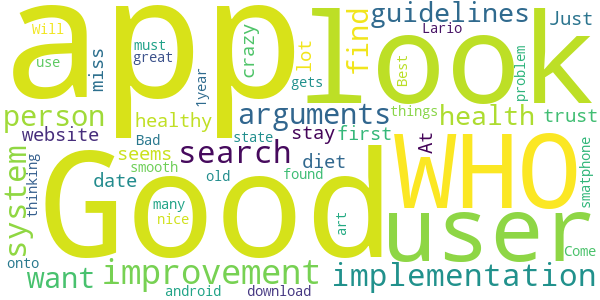 app
look
guidelines
Just
Lario
find
crazy
lot
Will
must
great
use
miss
1year
gets
Best
problem
person
healthy
arguments
things
health
trust
website
Bad
state
stay
first
At
WHO
smatphone
system
thinking
seems
smooth
search
diet
date
old
found
Good
user
many
nice
art
onto
want
improvement
implementation
Come
android
download